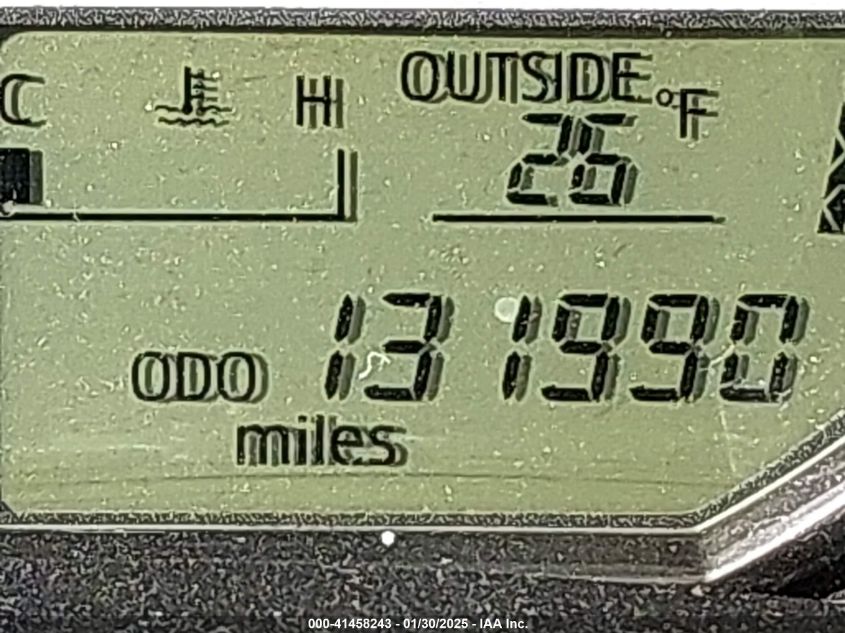 C H OUTSIDE °F
26
ODO 131990
miles
000-41458243 - 01/30/2025 - IAA Inc.